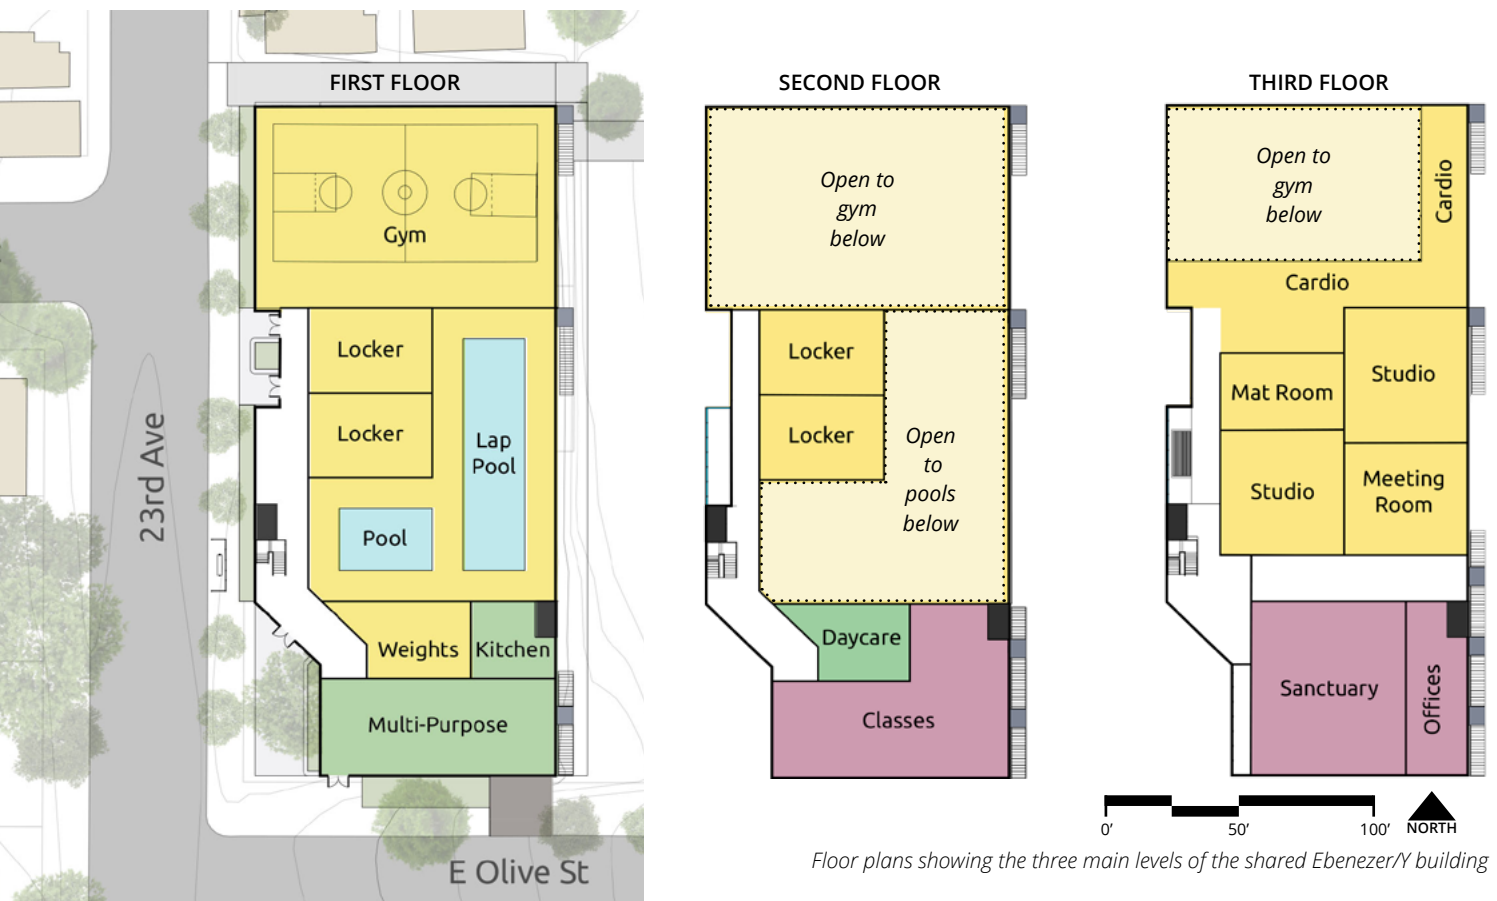 FIRST FLOOR
Gym
Locker
Locker
Lap
Pool
Pool
Weights
Kitchen
Multi-Purpose
23rd Ave
E Olive St
SECOND FLOOR
Open to
gym
below
Locker
Locker
Open
to
pools
below
Daycare
Classes
THIRD FLOOR
Open to
gym
below
Cardio
Cardio
Mat Room
Studio
Studio
Meeting
Room
Sanctuary
Offices
0’ 50’ 100’ NORTH
Floor plans showing the three main levels of the shared Ebenezer/Y building